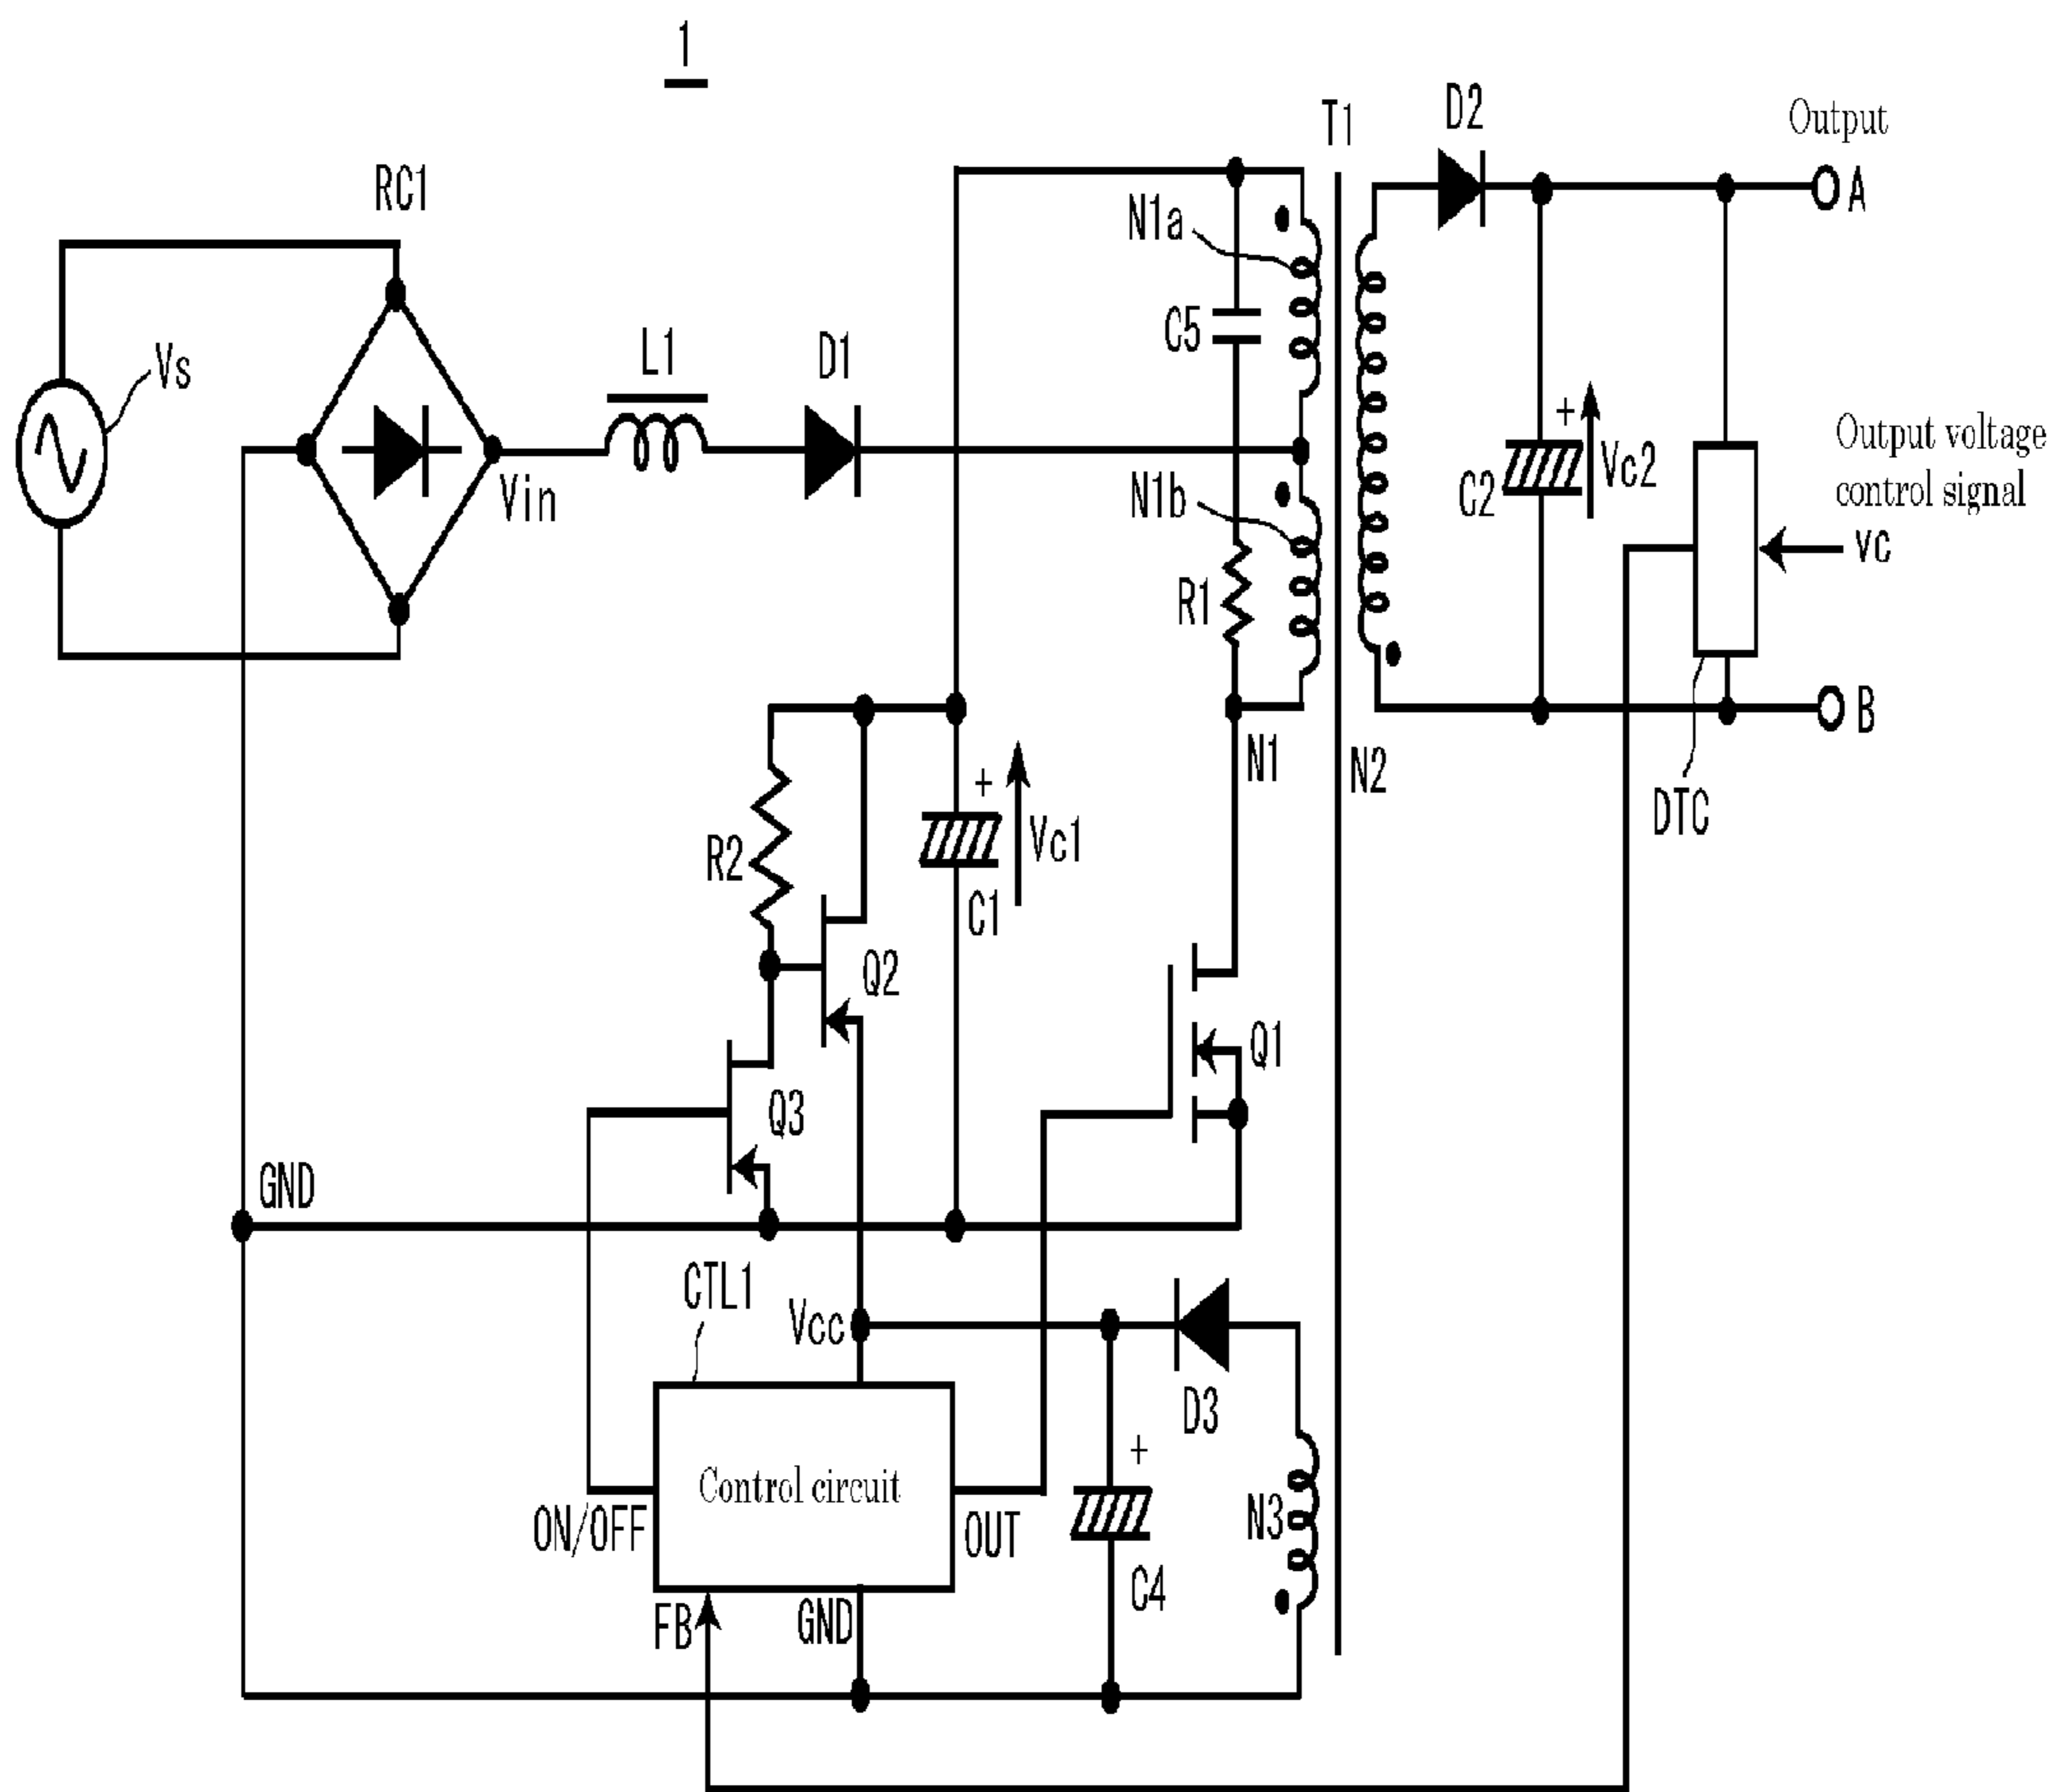 1
T1
D2
Output
RC1
A
N1a
Vs
C5
L1
D1
Output voltage
control signal
vc
+
Vc2
C2
N1b
Vin
R1
B
N1
N2
DTC
+
Vc1
R2
C1
Q2
Q1
Q3
GND
CTL1
Vcc
D3
+
Control circuit
N3
ON/OFF
OUT
C4
FB
GND